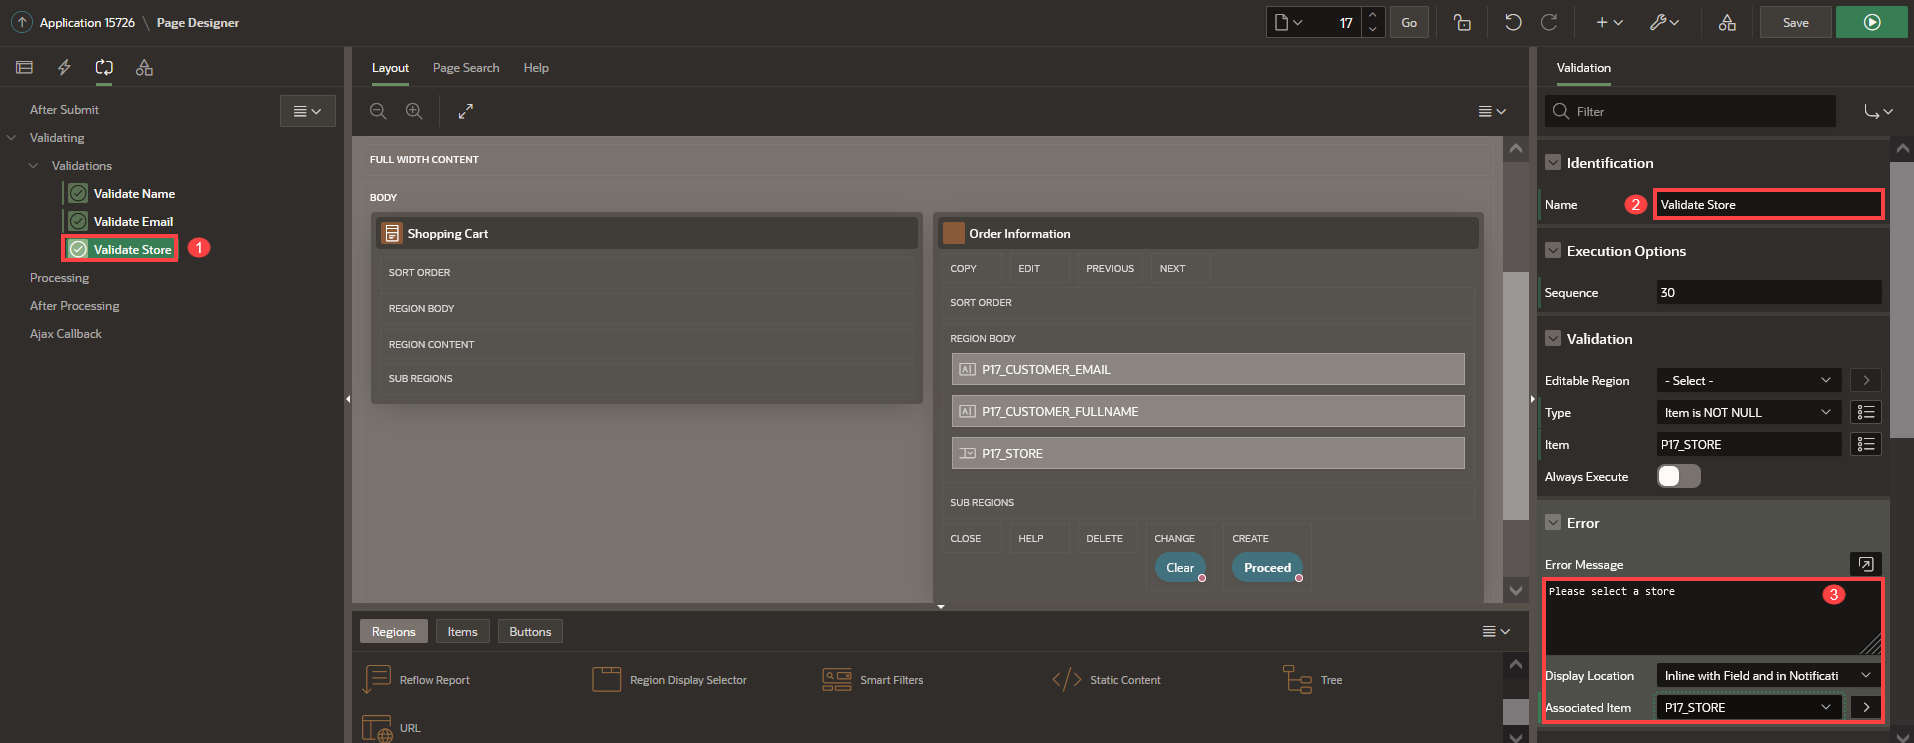 Application 15726 \ Page Designer
17 Go Save
Layout Page Search Help
Validation
After Submit
Validating
Validations
Validate Name
Validate Email
Validate Store 1
Processing
After Processing
Ajax Callback
FULL WIDTH CONTENT
BODY
Shopping Cart
SORT ORDER
REGION BODY
REGION CONTENT
SUB REGIONS
Order Information
COPY EDIT PREVIOUS NEXT
SORT ORDER
REGION BODY
P17_CUSTOMER_EMAIL
P17_CUSTOMER_FULLNAME
P17_STORE
SUB REGIONS
CLOSE HELP DELETE CHANGE CREATE
Clear Proceed
Regions Items Buttons
Reflow Report Region Display Selector Smart Filters Static Content Tree
URL
Filter
Identification
Name 2 Validate Store
Execution Options
Sequence 30
Validation
Editable Region - Select -
Type Item is NOT NULL
Item P17_STORE
Always Execute
Error
Error Message
Please select a store 3
Display Location Inline with Field and in Notificati
Associated Item P17_STORE